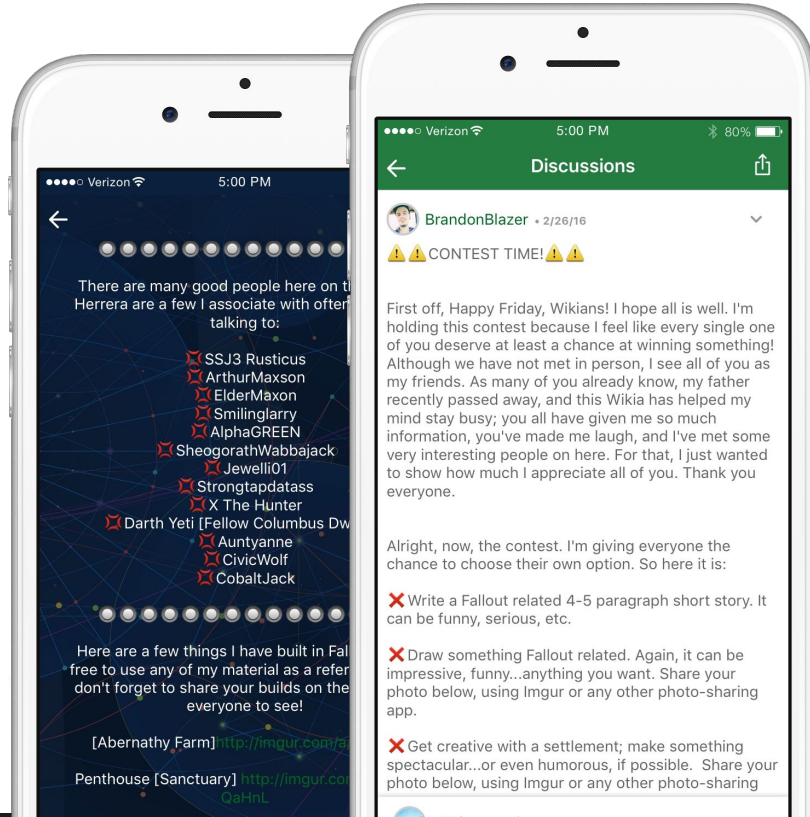 Verizon 5:00 PM
There are many good people here on
Herrera are a few I associate with
talking to:
SSJ3 Rusticus
ArthurMaxson
ElderMaxon
Smilinglarry
AlphaGREEN
SheogorathWabbajack
Jewelli01
Strongtapdatass
X The Hunter
Darth Yeti [Fellow Columbus
Auntyanne
CivicWolf
CobaltJack
Here are a few things I have built in
free to use any of my material as a
don't forget to share your builds on the
everyone to see!
[Abernathy Farm]http://imgur.com/a
Penthouse [Sanctuary] http://imgur.co
QaHnL
Verizon 5:00 PM 80%
Discussions
BrandonBlazer • 2/26/16
⚠️⚠️CONTEST TIME!⚠️⚠️
First off, Happy Friday, Wikians! I hope all is well. I'm
holding this contest because I feel like every single one
of you deserve at least a chance at winning something!
Although we have not met in person, I see all of you as
my friends. As many of you already know, my father
recently passed away, and this Wikia has helped my
mind stay busy; you all have given me so much
information, you've made me laugh, and I've met some
very interesting people on here. For that, I just wanted
to show how much I appreciate all of you. Thank you
everyone.
Alright, now, the contest. I'm giving everyone the
chance to choose their own option. So here it is:
❌ Write a Fallout related 4-5 paragraph short story. It
can be funny, serious, etc.
❌ Draw something Fallout related. Again, it can be
impressive, funny...anything you want. Share your
photo below, using Imgur or any other photo-sharing
app.
❌ Get creative with a settlement; make something
spectacular...or even humorous, if possible. Share your
photo below, using Imgur or any other photo-sharing